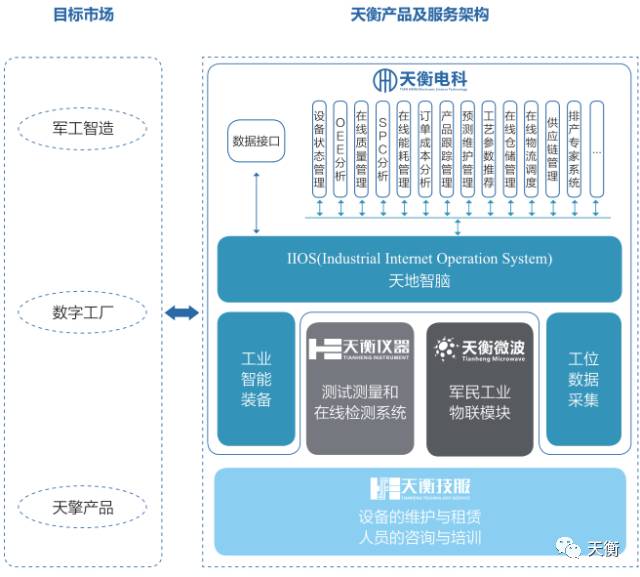 目标市场
天衡产品及服务架构
军工智造
数字工厂
天擎产品
天衡电科
数据接口
设备状态管理
OEE分析
在线质量管理
SPC分析
在线能耗管理
订单成本分析
产品跟踪管理
预测维护管理
工艺参数推荐
在线仓储管理
在线物流调度
供应链管理
排产专家系统
...
IIOS(Industrial Internet Operation System)
天地智脑
工业
智能
装备
天衡仪器
TIANHENG INSTRUMENT
测试测量和
在线检测系统
天衡微波
Tianheng Microwave
军民工业
物联模块
工位
数据
采集
天衡技服
TIANHENG TECHNOLOGY SERVICE
设备的维护与租赁
人员的咨询与培训
天衡